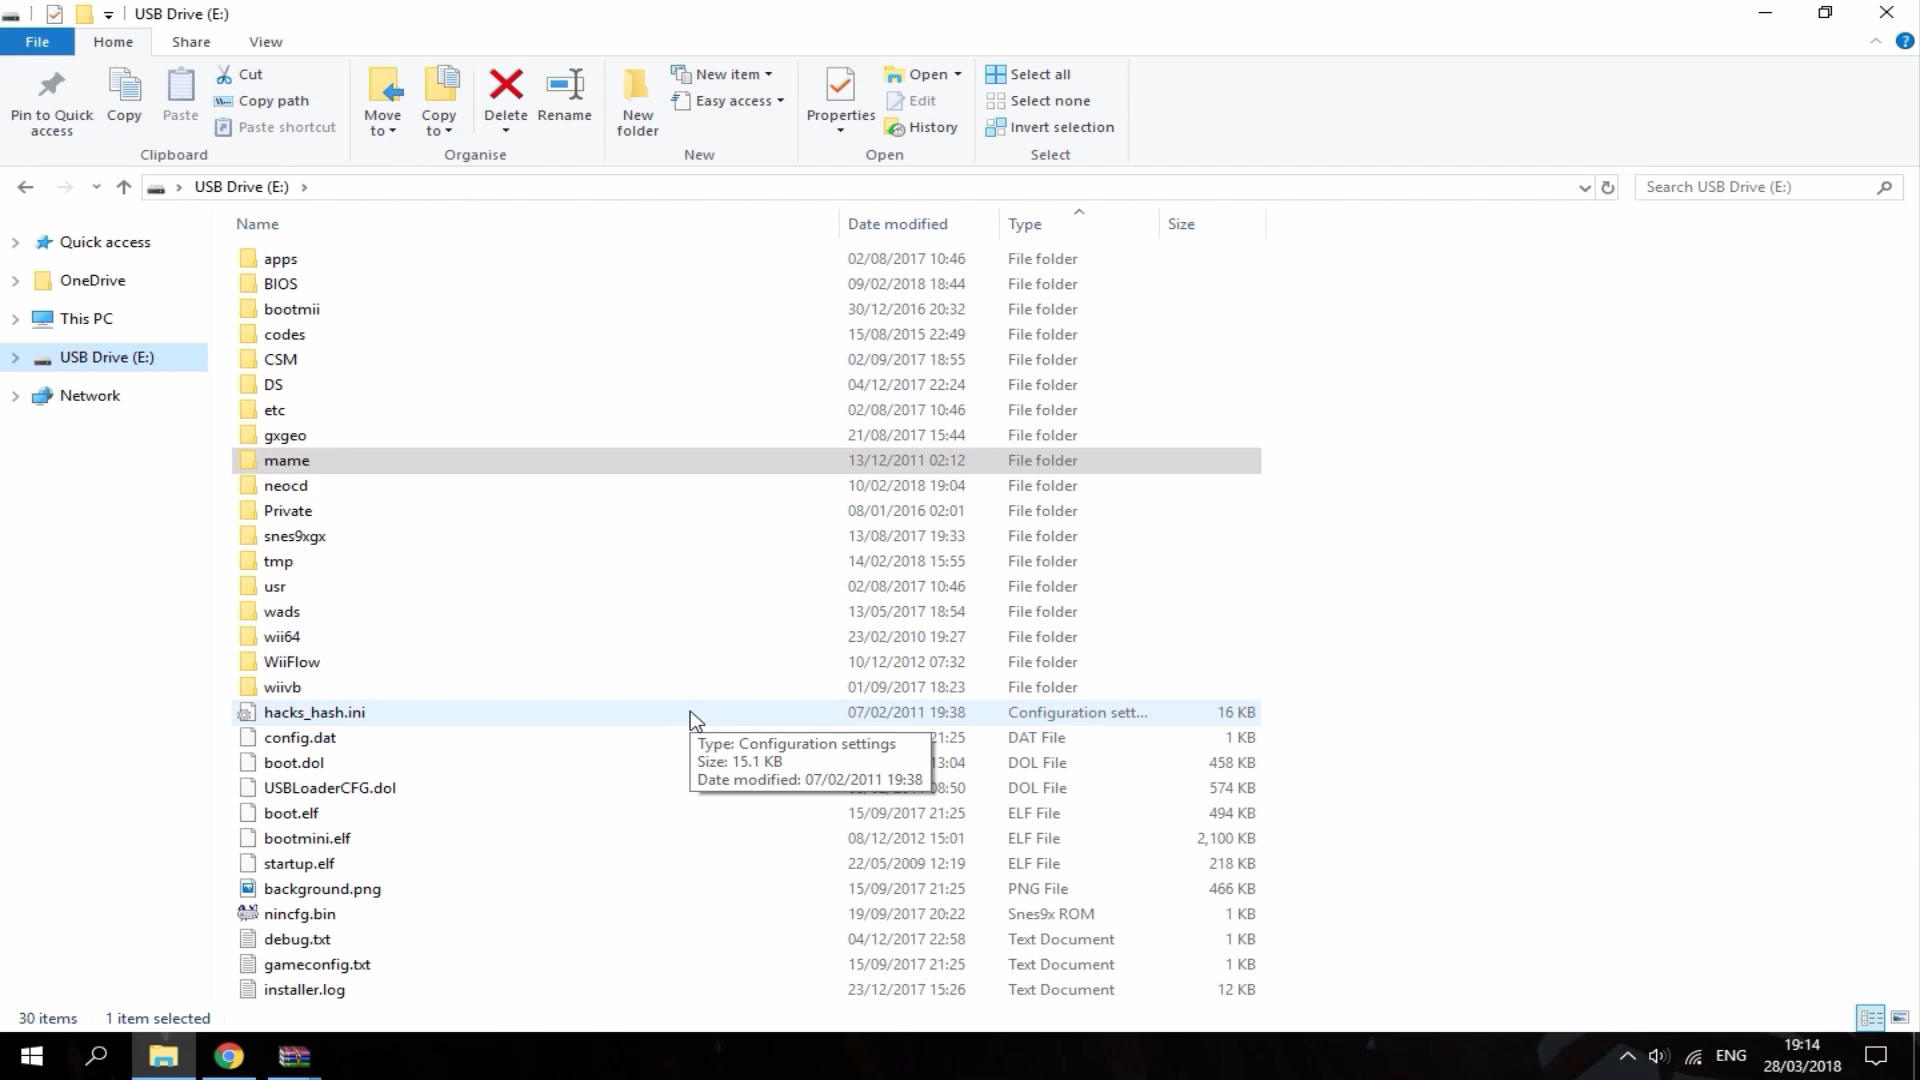 USB Drive (E:)
File
Home
Share
View
Pin to Quick access
Copy
Paste
Cut
Copy path
Paste shortcut
Clipboard
Move to
Copy to
Delete
Rename
Organise
New folder
New item
Easy access
New
Properties
Open
Edit
History
Open
Select all
Select none
Invert selection
Select
USB Drive (E:)
Search USB Drive (E:)
Quick access
OneDrive
This PC
USB Drive (E:)
Network
Name Date modified Type Size
apps 02/08/2017 10:46 File folder
BIOS 09/02/2018 18:44 File folder
bootmii 30/12/2016 20:32 File folder
codes 15/08/2015 22:49 File folder
CSM 02/09/2017 18:55 File folder
DS 04/12/2017 22:24 File folder
etc 02/08/2017 10:46 File folder
gxgeo 21/08/2017 15:44 File folder
mame 13/12/2011 02:12 File folder
neocd 10/02/2018 19:04 File folder
Private 08/01/2016 02:01 File folder
snes9xgx 13/08/2017 19:33 File folder
tmp 14/02/2018 15:55 File folder
usr 02/08/2017 10:46 File folder
wads 13/05/2017 18:54 File folder
wii64 23/02/2010 19:27 File folder
WiiFlow 10/12/2012 07:32 File folder
wiivb 01/09/2017 18:23 File folder
hacks_hash.ini 07/02/2011 19:38 Configuration sett... 16 KB
config.dat 21:25 DAT File 1 KB
boot.dol 13:04 DOL File 458 KB
USBLoaderCFG.dol 08:50 DOL File 574 KB
Type: Configuration settings
Size: 15.1 KB
Date modified: 07/02/2011 19:38
boot.elf 15/09/2017 21:25 ELF File 494 KB
bootmini.elf 08/12/2012 15:01 ELF File 2,100 KB
startup.elf 22/05/2009 12:19 ELF File 218 KB
background.png 15/09/2017 21:25 PNG File 466 KB
nincfg.bin 19/09/2017 20:22 Snes9x ROM 1 KB
debug.txt 04/12/2017 22:58 Text Document 1 KB
gameconfig.txt 15/09/2017 21:25 Text Document 1 KB
installer.log 23/12/2017 15:26 Text Document 12 KB
30 items 1 item selected
ENG
19:14
28/03/2018